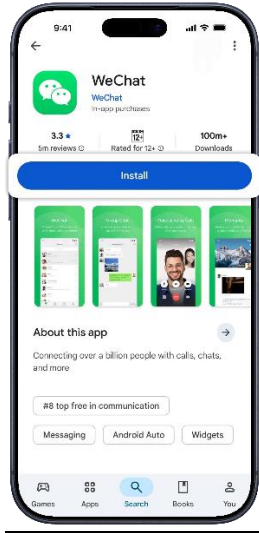 9:41
WeChat
WeChat
In-app purchases
3.3 ★
12+
100m+
5m reviews
Rated for 12+
Downloads
Install
About this app
Connecting over a billion people with calls, chats,
and more
#8 top free in communication
Messaging
Android Auto
Widgets
Games
Apps
Search
Books
You